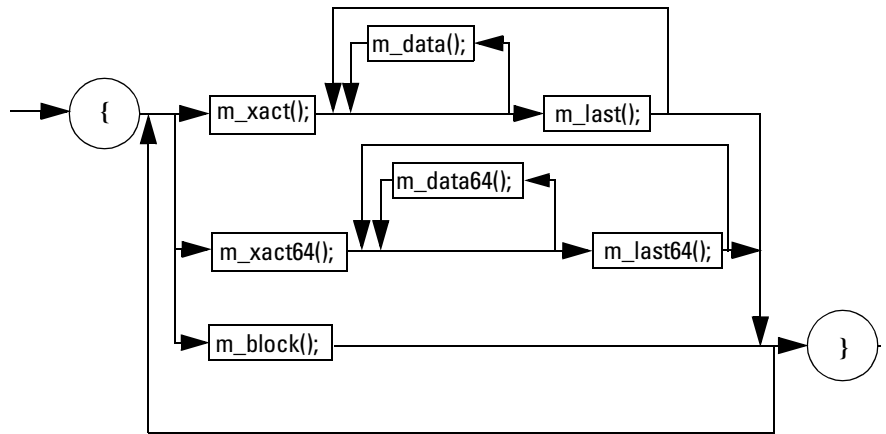 m_data();
{
m_xact();
m_last();
m_data64();
m_xact64();
m_last64();
m_block();
}